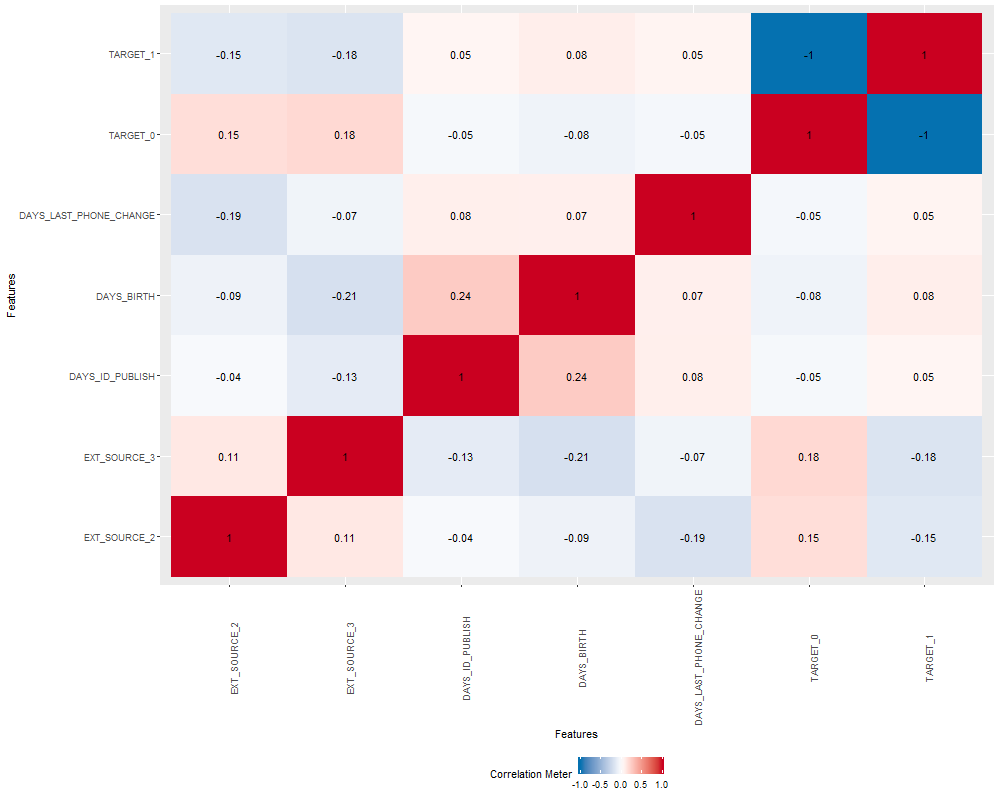 TARGET_1 -0.15 -0.18 0.05 0.08 0.05 -1 1
TARGET_0 0.15 0.18 -0.05 -0.08 -0.05 1 -1
DAYS_LAST_PHONE_CHANGE -0.19 -0.07 0.08 0.07 1 -0.05 0.05
DAYS_BIRTH -0.09 -0.21 0.24 1 0.07 -0.08 0.08
DAYS_ID_PUBLISH -0.04 -0.13 1 0.24 0.08 -0.05 0.05
EXT_SOURCE_3 0.11 1 -0.13 -0.21 -0.07 0.18 -0.18
EXT_SOURCE_2 1 0.11 -0.04 -0.09 -0.19 0.15 -0.15
Features
EXT_SOURCE_2
EXT_SOURCE_3
DAYS_ID_PUBLISH
DAYS_BIRTH
DAYS_LAST_PHONE_CHANGE
TARGET_0
TARGET_1
Features
Correlation Meter
-1.0 -0.5 0.0 0.5 1.0